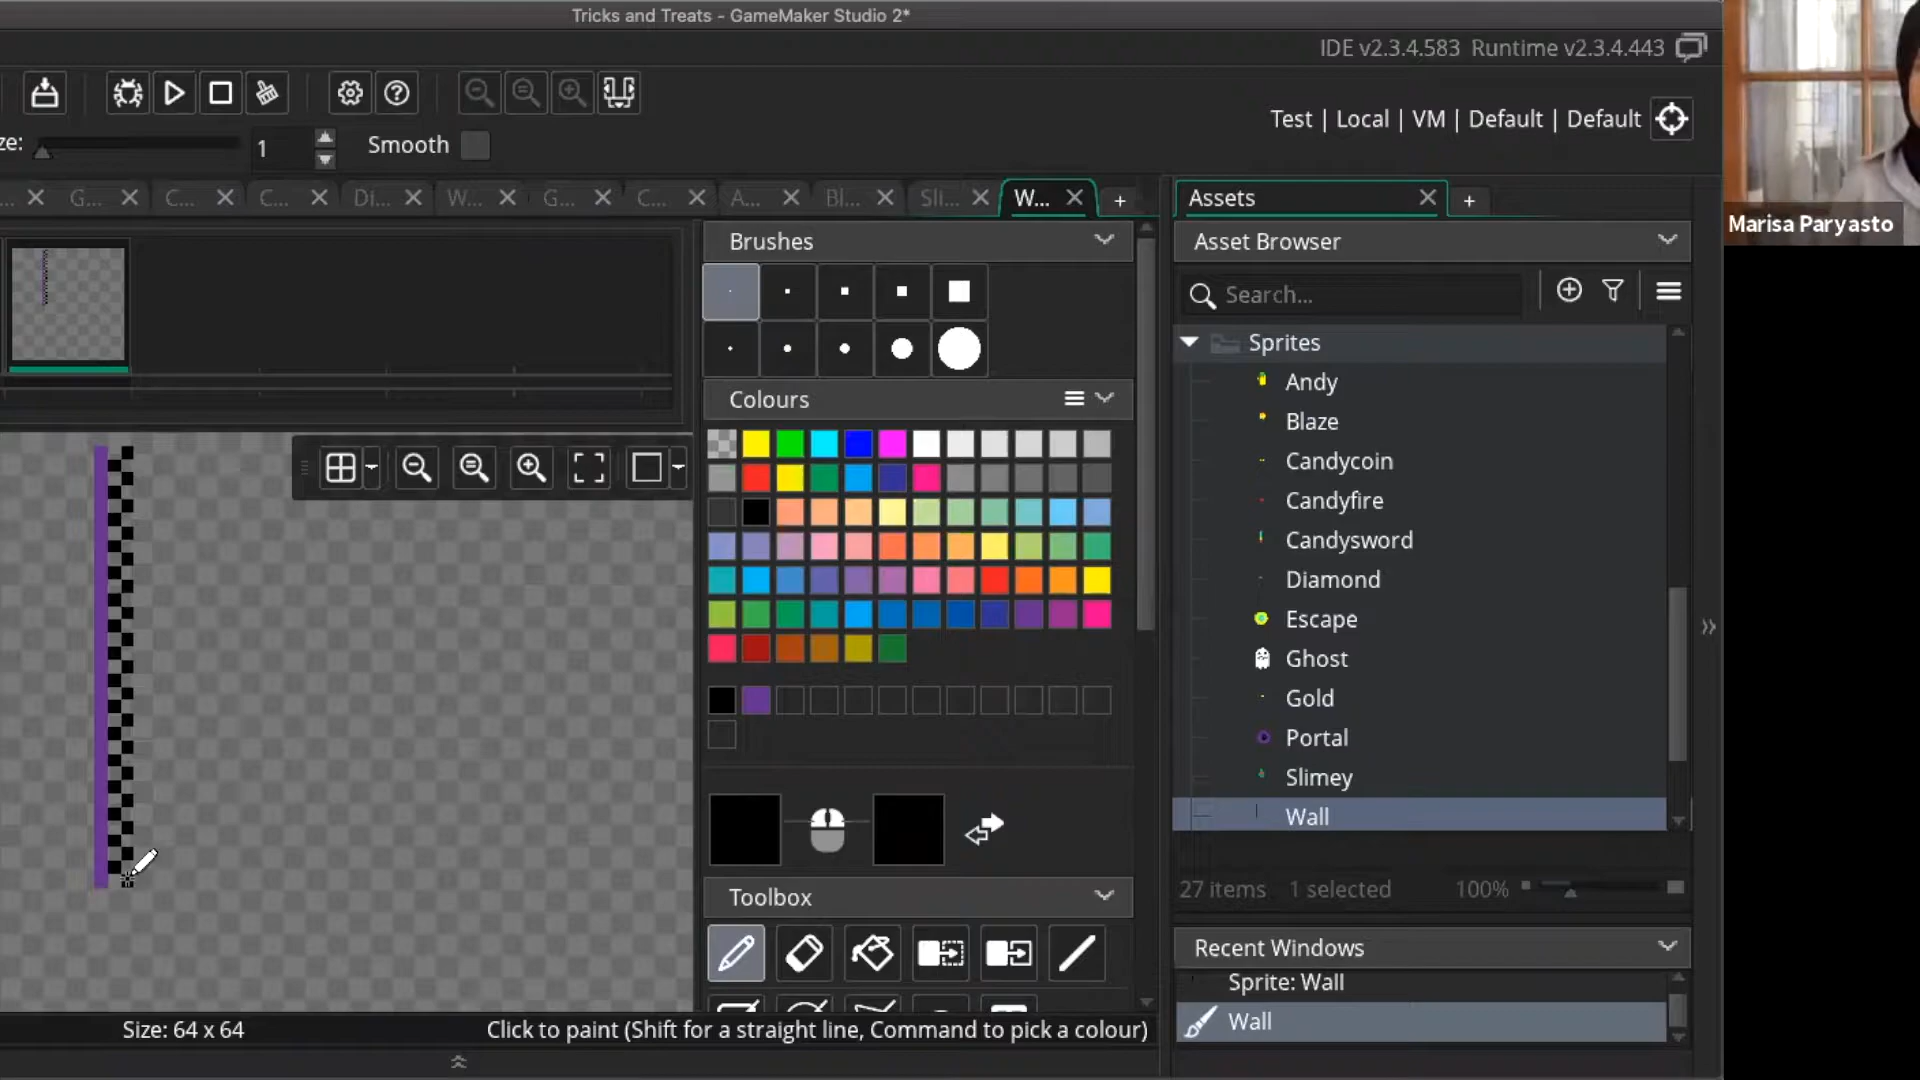 Tricks and Treats - GameMaker Studio 2*
IDE v2.3.4.583 Runtime v2.3.4.443
Test | Local | VM | Default | Default
ze:
1
Smooth
... G... C... C... Di... W... G... C... A... Bl... Sli... W...
Assets
Marisa Paryasto
Brushes
Asset Browser
Search...
Sprites
Andy
Blaze
Colours
Candycoin
Candyfire
Candysword
Diamond
Escape
Ghost
Gold
Portal
Slimey
Wall
27 items 1 selected 100%
Toolbox
Recent Windows
Sprite: Wall
Wall
Size: 64 x 64
Click to paint (Shift for a straight line, Command to pick a colour)